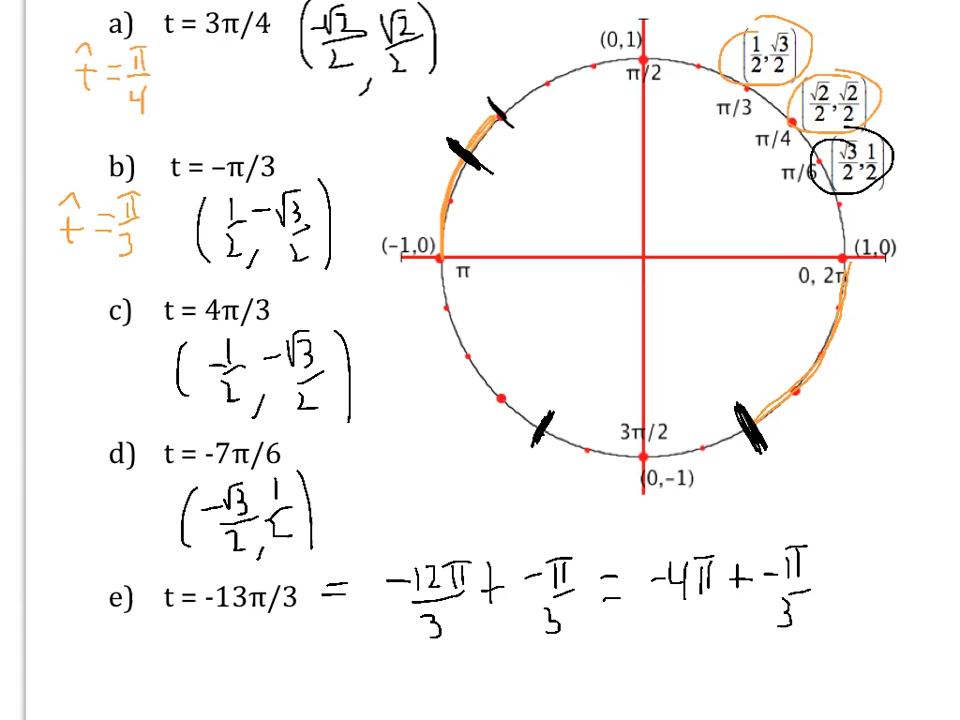 a) t = 3π/4 (-√2/2, √2/2)
t̂ = π/4
b) t = –π/3
t̂ = π/3 (1/2, -√3/2)
c) t = 4π/3
(-1/2, -√3/2)
d) t = -7π/6
(-√3/2, 1/2)
e) t = -13π/3 = -12π/3 + -π/3 = -4π + -π/3
(0,1)
π/2
(1/2, √3/2)
π/3
(√2/2, √2/2)
π/4
(√3/2, 1/2)
π/6
(-1,0)
π
(1,0)
0, 2π
3π/2
(0,-1)